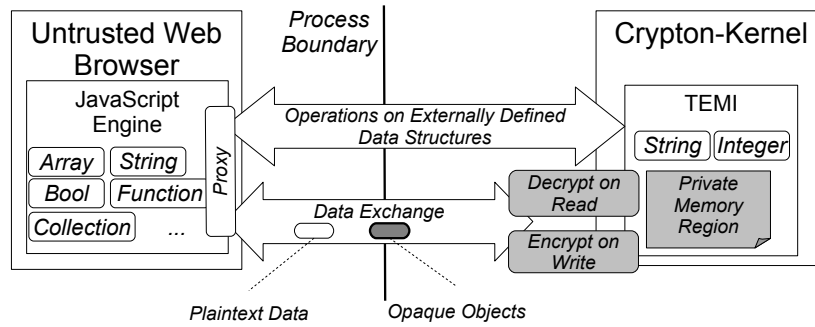 Untrusted Web
Browser
JavaScript
Engine
Array
String
Bool
Function
Collection
...
Proxy
Process
Boundary
Operations on Externally Defined
Data Structures
Data Exchange
Plaintext Data
Opaque Objects
Crypton-Kernel
TEMI
String
Integer
Decrypt on
Read
Encrypt on
Write
Private
Memory
Region